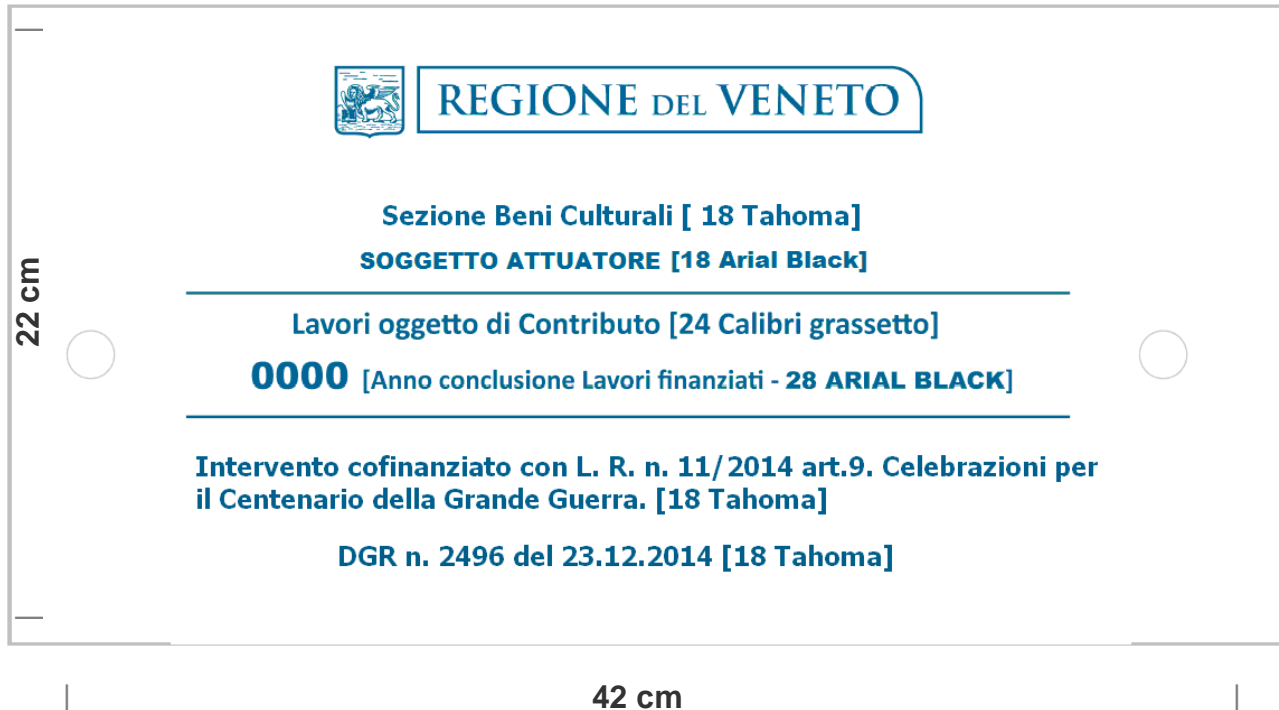 REGIONE DEL VENETO
Sezione Beni Culturali [ 18 Tahoma]
SOGGETTO ATTUATORE [18 Arial Black]
22 cm
Lavori oggetto di Contributo [24 Calibri grassetto]
0000 [Anno conclusione Lavori finanziati - 28 ARIAL BLACK]
Intervento cofinanziato con L. R. n. 11/2014 art.9. Celebrazioni per
il Centenario della Grande Guerra. [18 Tahoma]
DGR n. 2496 del 23.12.2014 [18 Tahoma]
42 cm